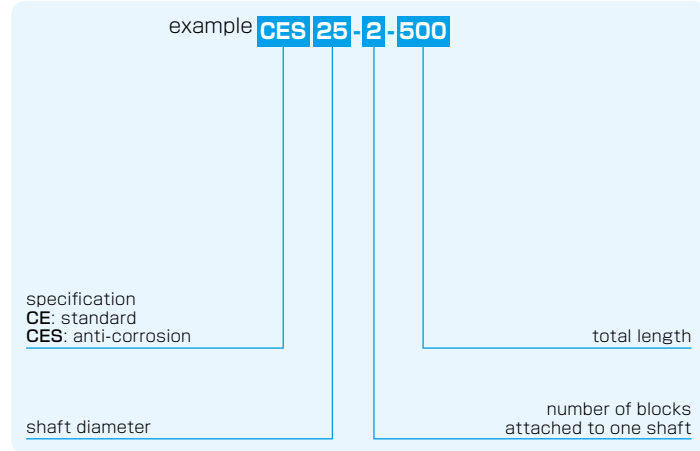 example CES 25 - 2 - 500
specification
CE: standard
CES: anti-corrosion
total length
shaft diameter
number of blocks
attached to one shaft